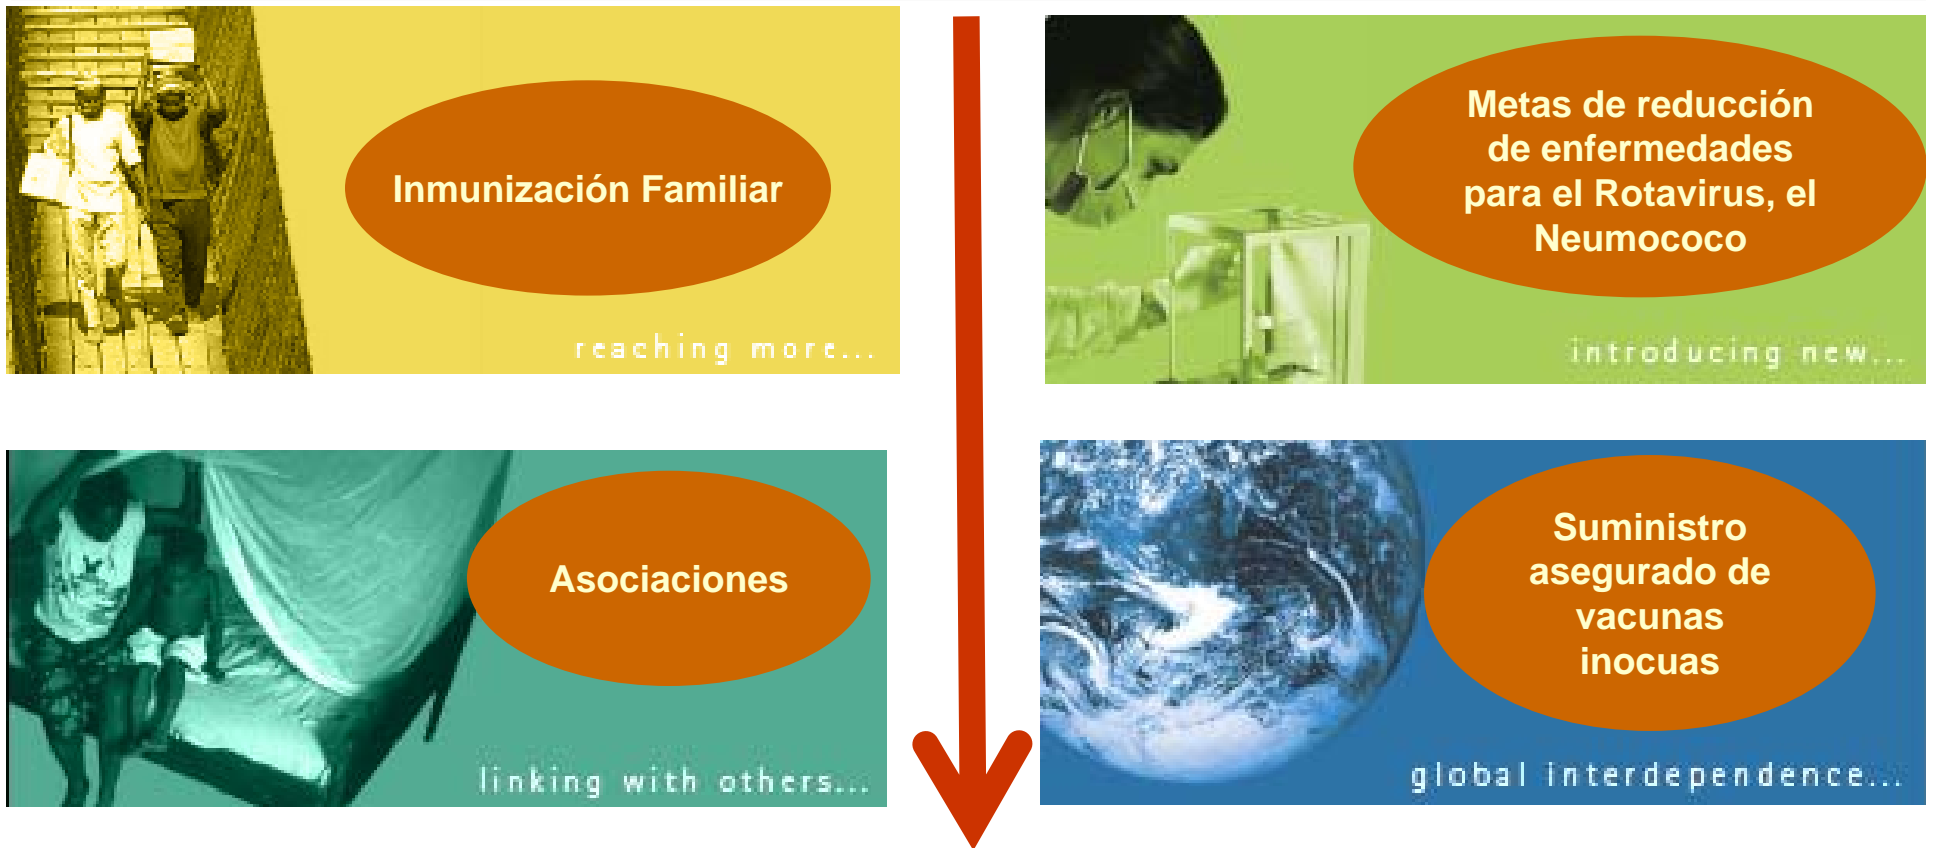 Inmunización Familiar
reaching more...
Metas de reducción
de enfermedades
para el Rotavirus, el
Neumococo
introducing new...
Asociaciones
linking with others...
Suministro
asegurado de
vacunas
inocuas
global interdependence...